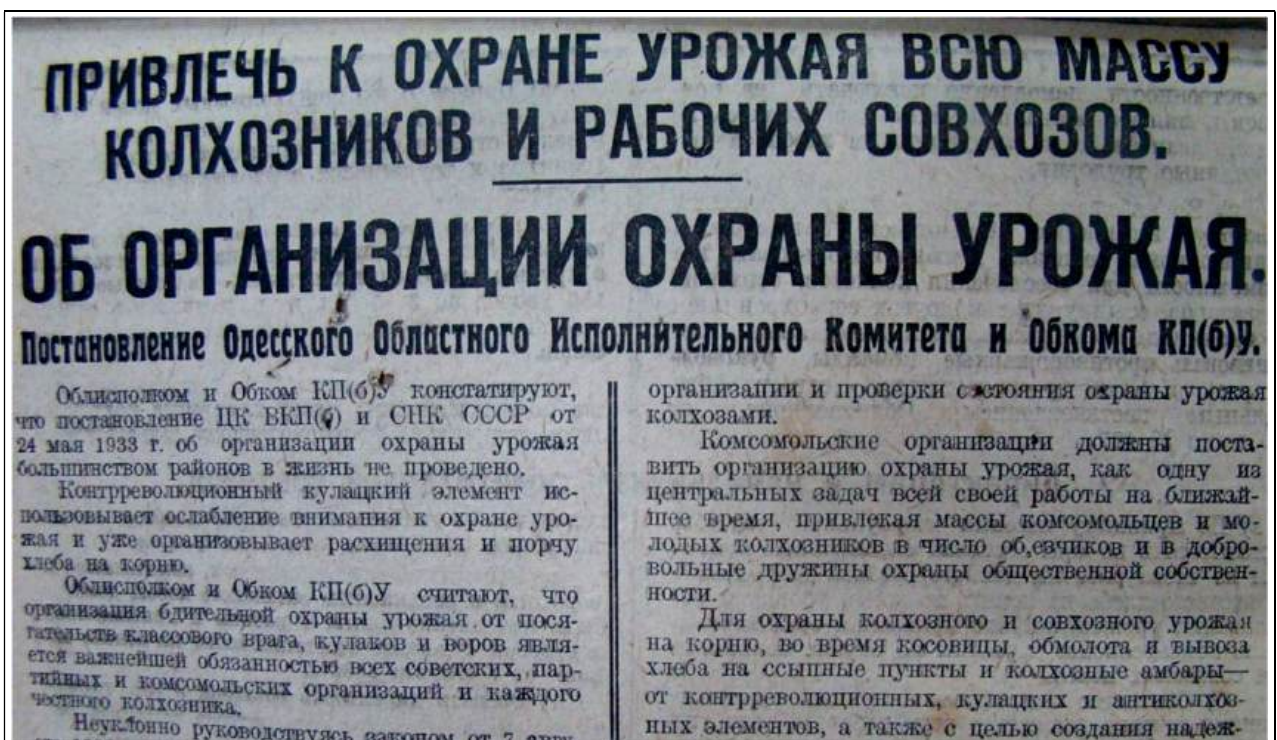 ПРИВЛЕЧЬ К ОХРАНЕ УРОЖАЯ ВСЮ МАССУ
КОЛХОЗНИКОВ И РАБОЧИХ СОВХОЗОВ.
ОБ ОРГАНИЗАЦИИ ОХРАНЫ УРОЖАЯ.
Постановление Одесского Областного Исполнительного Комитета и Обкома КП(б)У.
Облисполком и Обком КП(б)У констатируют,
что постановление ЦК ВКП(б) и СНК СССР от
24 мая 1933 г. об организации охраны урожая
большинством районов в жизнь не проведено.
Контрреволюционный кулацкий элемент ис-
пользовывает ослабление внимания к охране уро-
жая и уже организовывает расхищения и порчу
хлеба на корню.
Облисполком и Обком КП(б)У считают, что
организация бдительной охраны урожая от пося-
гательств классового врага, кулаков и воров явля-
ется важнейшей обязанностью всех советских, пар-
тийных и комсомольских организаций и каждого
честного колхозника.
Неуклонно руководствуясь законом от 7 авгу-
организации и проверки состояния охраны урожая
колхозами.
Комсомольские организации должны поста-
вить организацию охраны урожая, как одну из
центральных задач всей своей работы на ближай-
шее время, привлекая массы комсомольцев и мо-
лодых колхозников в число об,езчиков и в добро-
вольные дружины охраны общественной собствен-
ности.
Для охраны колхозного и совхозного урожая
на корню, во время косовицы, обмолота и вывоза
хлеба на ссыпные пункты и колхозные амбары—
от контрреволюционных, кулацких и антиколхоз-
ных элементов, а также с целью создания надеж-